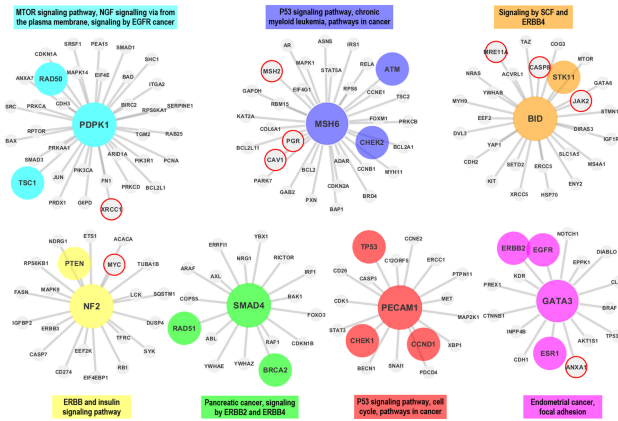 MTOR signaling pathway, NGF signalling via from
the plasma membrane, signaling by EGFR cancer
P53 signaling pathway, chronic
myeloid leukemia, pathways in cancer
Signaling by SCF and
ERBB4
SRSF1
PEA15
SMAD1
CDKN1A
SHC1
ANXA7
RAD50
MAPK14
EIF4E
BAD
ITGA2
CDH3
SRC
PRKCA
BIRC2
RPS6KA1
SERPINE1
PDPK1
RPTOR
TGM2
RAB25
BAX
PRKAA1
ARID1A
PIK3R1
PCNA
SMAD3
TSC1
JUN
PIK3CA
FN1
PRKCD
BCL2L1
PRDX1
G6PD
XRCC1
ASNS
IRS1
AR
MAPK1
STAT5A
RELA
ATM
MSH2
RPS6
CCNE1
TSC2
GAPDH
EIF4G1
RBM15
FOXM1
KAT2A
MSH6
PRKCB
COL6A1
PGR
CHEK2
BCL2L11
BCL2A1
CAV1
ADAR
MYH11
PARK7
BCL2
CCNB1
CDKN2A
GAB2
BRD4
PXN
BAP1
TAZ
COG3
MRE11A
CASP8
MTOR
ACVRL1
STK11
NRAS
GATA6
YWHAB
JAK2
MYH9
STMN1
EEF2
BID
DIRAS3
DVL3
IGF1R
YAP1
SLC1A5
CDH2
SETD2
ERCC5
MS4A1
KIT
ENY2
XRCC5
HSP70
ETS1
NDRG1
ACACA
PTEN
MYC
TUBA1B
RPS6KB1
MAPK9
LCK
FASN
SQSTM1
NF2
IGFBP2
DUSP4
ERBB3
TFRC
CASP7
EEF2K
SYK
CD274
RB1
EIF4EBP1
YBX1
ERRFI1
RICTOR
NRG1
ARAF
AXL
IRF1
COPS5
BAK1
SMAD4
RAD51
FOXO3
ABL
RAF1
CDKN1B
YWHAE
YWHAZ
BRCA2
TP53
CCNE2
C12ORF5
ERCC1
CD26
CASP3
PTPN11
CDK1
MET
PECAM1
MAP2K1
STAT3
CHEK1
CCND1
XBP1
BECN1
SNAI1
PDCD4
NOTCH1
ERBB2
EGFR
DIABLO
EPPK1
KDR
PREX1
BRAF
GATA3
CTNNB1
TP53
INPP4B
AKT1S1
ESR1
CDH1
ANXA1
ERBB and insulin
signaling pathway
Pancreatic cancer, signaling
by ERBB2 and ERBB4
P53 signaling pathway, cell
cycle, pathways in cancer
Endometrial cancer,
focal adhesion